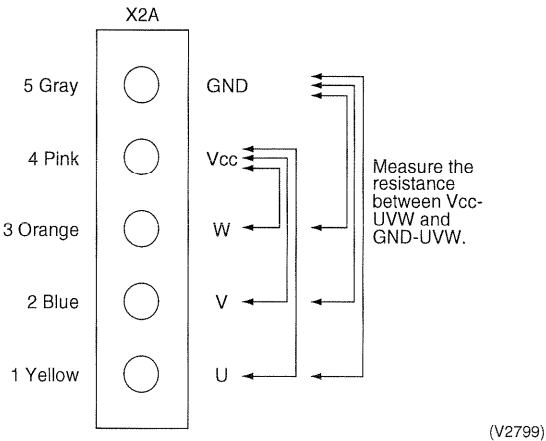 X2A
5 Gray GND
4 Pink Vcc
Measure the
resistance
between Vcc-
UVW and
GND-UVW.
3 Orange W
2 Blue V
1 Yellow U
(V2799)